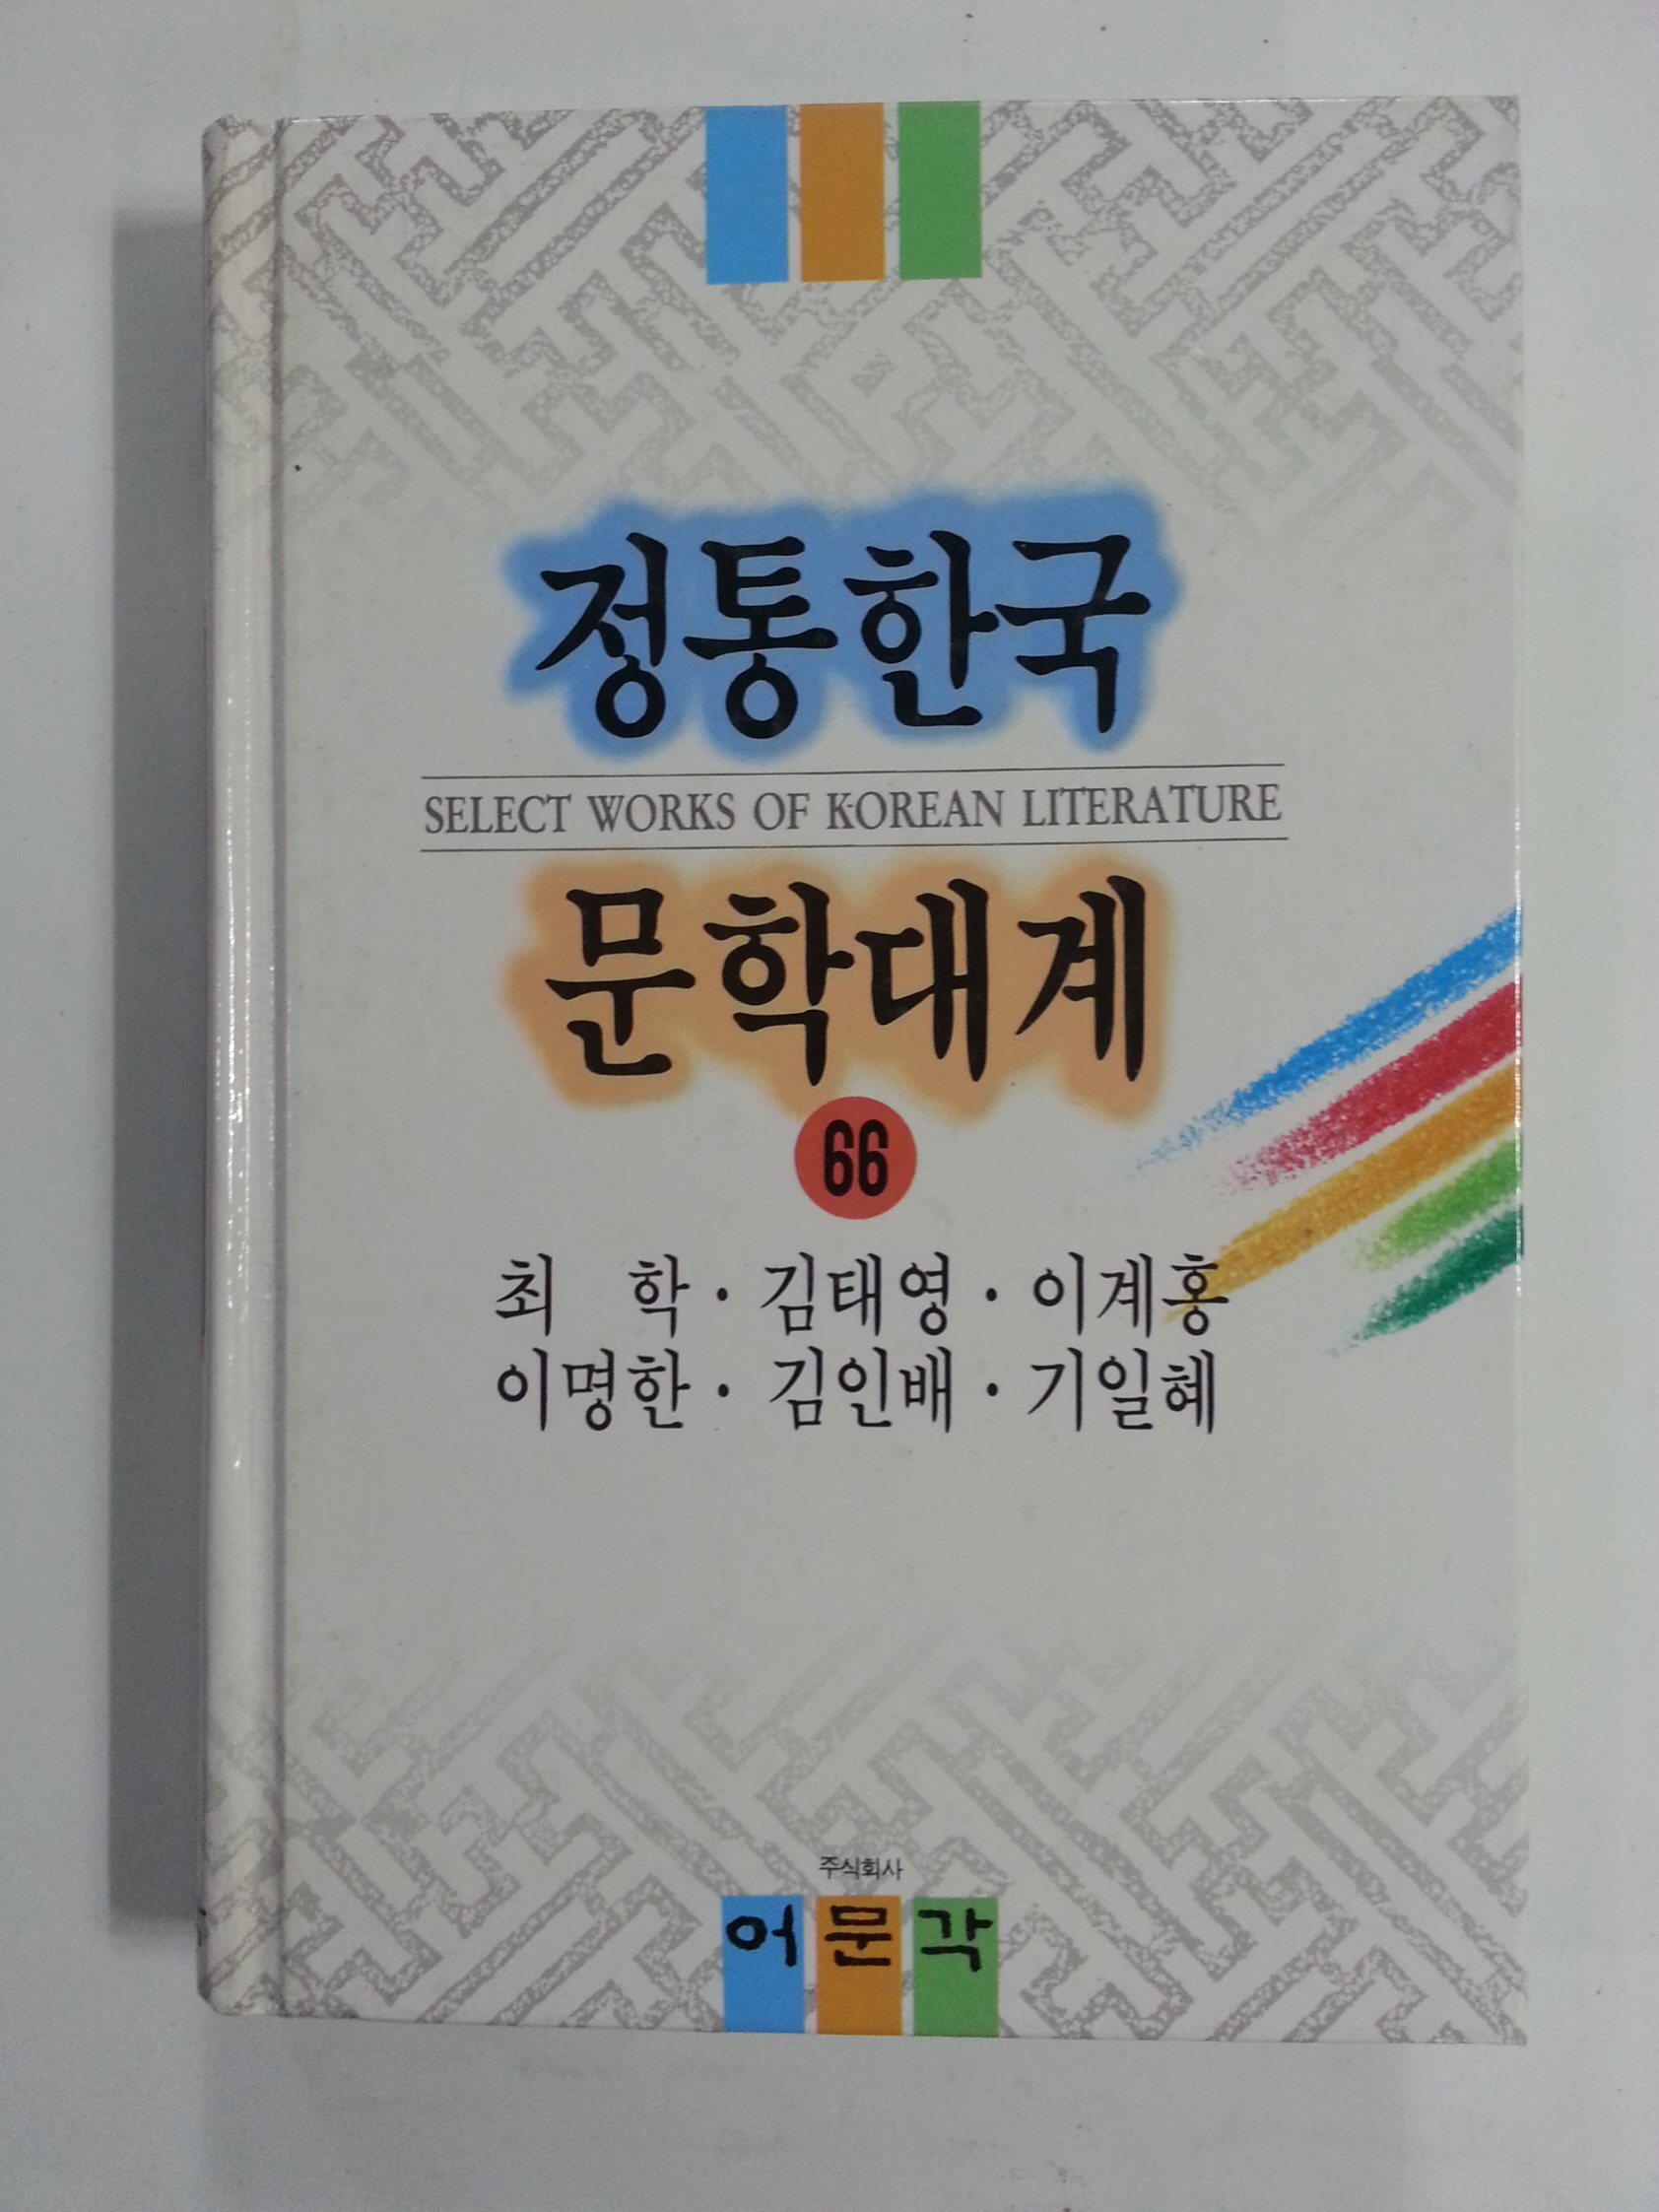 정통한국
SELECT WORKS OF KOREAN LITERATURE
문학대계
66
최 학 · 김태영 · 이계홍
이명한 · 김인배 · 기일혜
주식회사
어문각